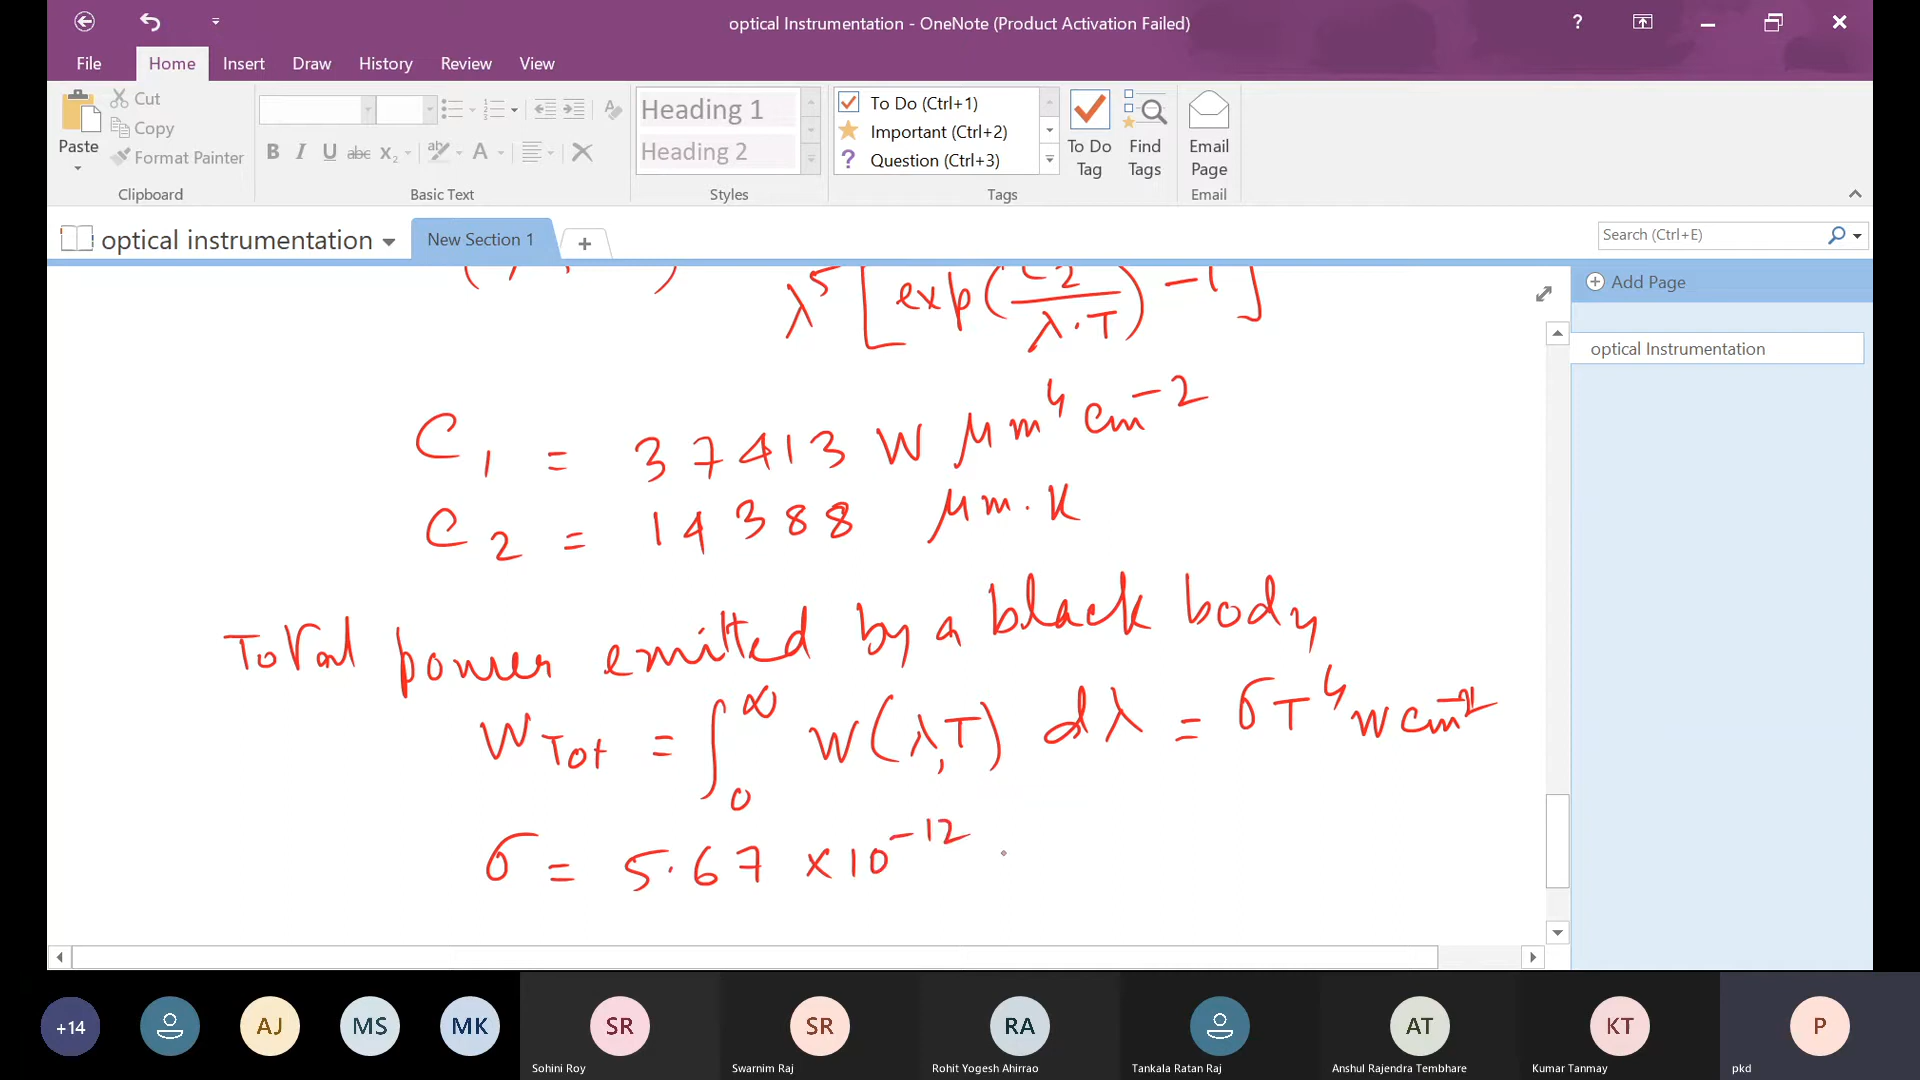 optical Instrumentation - OneNote (Product Activation Failed)
?
File Home Insert Draw History Review View
Paste
Cut
Copy
Format Painter
Clipboard
B I U abc x₂ A
Basic Text
Heading 1
Heading 2
Styles
To Do (Ctrl+1)
Important (Ctrl+2)
Question (Ctrl+3)
Tags
To Do Tag
Find Tags
Email Page
Email
optical instrumentation
New Section 1
+
Search (Ctrl+E)
Add Page
optical Instrumentation
λ⁵ [exp(C₂/λ.T) - 1]
C₁ = 37413 W μm⁴ cm⁻²
C₂ = 14388 μm.K
Total power emitted by a black body
W Tot = ∫₀^∞ W(λ,T) dλ = σT⁴ W cm⁻²
σ = 5.67 × 10⁻¹²
+14
AJ
MS
MK
SR
Sohini Roy
SR
Swarnim Raj
RA
Rohit Yogesh Ahirrao
Tankala Ratan Raj
AT
Anshul Rajendra Tembhare
KT
Kumar Tanmay
P
pkd